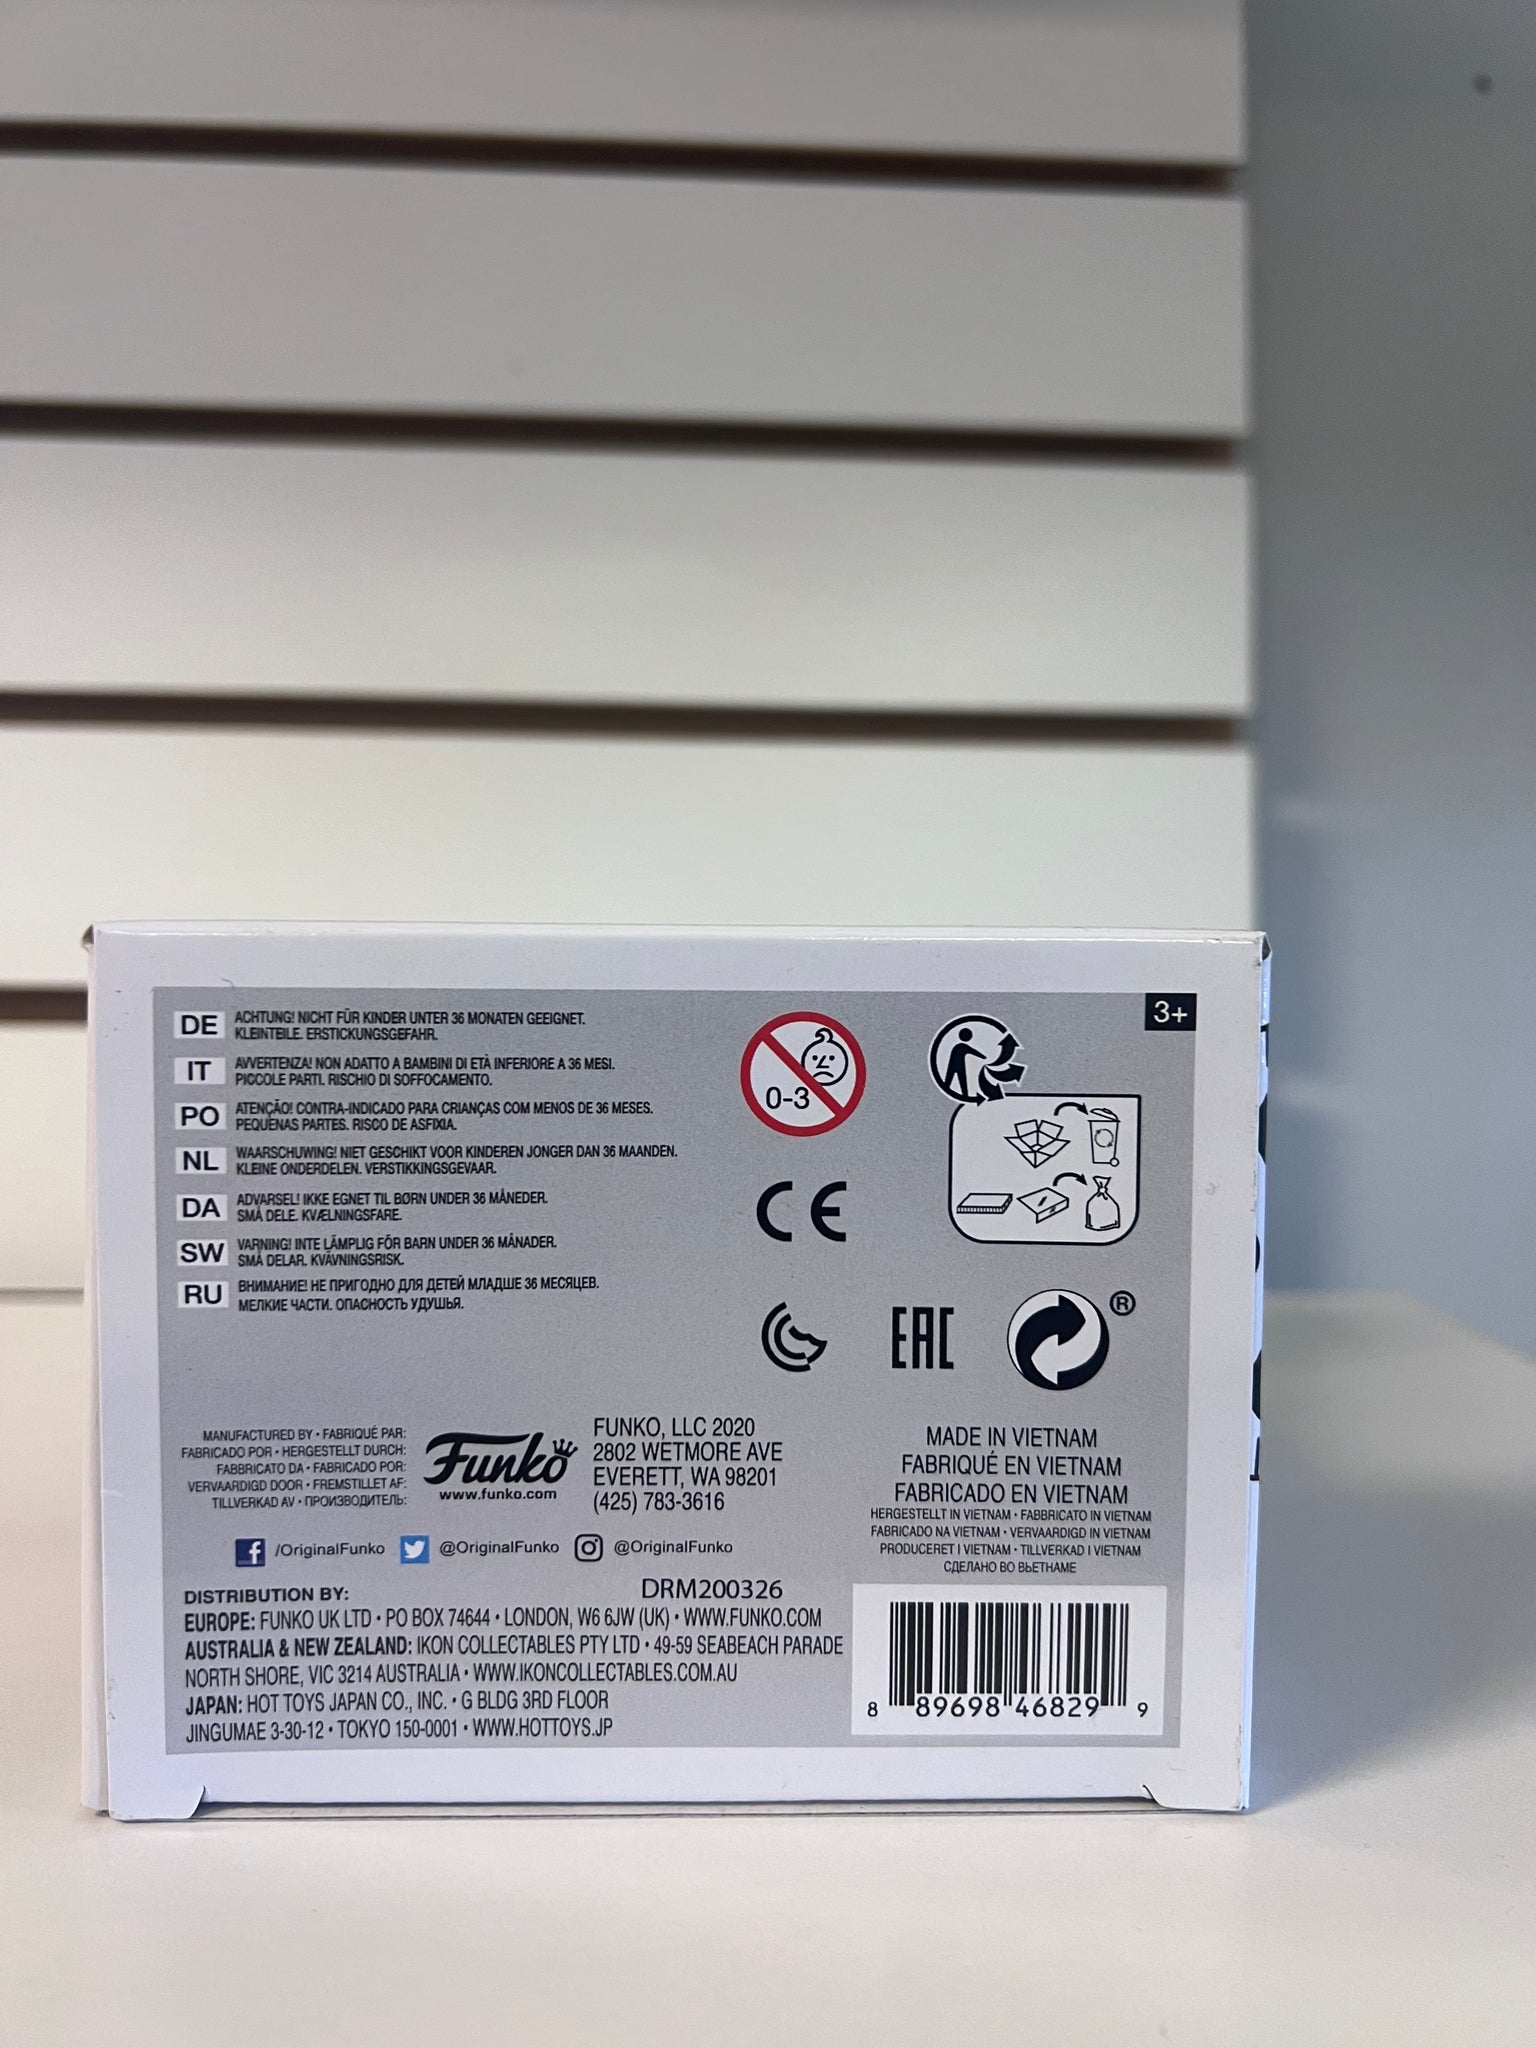 3+
DE
ACHTUNG! NICHT FÜR KINDER UNTER 36 MONATEN GEEIGNET.
KLEINTEILE. ERSTICKUNGSGEFAHR.
IT
AVVERTENZA! NON ADATTO A BAMBINI DI ETÀ INFERIORE A 36 MESI.
PICCOLE PARTI. RISCHIO DI SOFFOCAMENTO.
PO
ATENÇÃO! CONTRA-INDICADO PARA CRIANÇAS COM MENOS DE 36 MESES.
PEQUENAS PARTES. RISCO DE ASFIXIA.
NL
WAARSCHUWING! NIET GESCHIKT VOOR KINDEREN JONGER DAN 36 MAANDEN.
KLEINE ONDERDELEN. VERSTIKKINGSGEVAAR.
DA
ADVARSEL! IKKE EGNET TIL BØRN UNDER 36 MÅNEDER.
SMÅ DELE. KVÆLNINGSFARE.
SW
VARNING! INTE LÄMPLIG FÖR BARN UNDER 36 MÅNADER.
SMÅ DELAR. KVÄVNINGSRISK.
RU
ВНИМАНИЕ! НЕ ПРИГОДНО ДЛЯ ДЕТЕЙ МЛАДШЕ 36 МЕСЯЦЕВ.
МЕЛКИЕ ЧАСТИ. ОПАСНОСТЬ УДУШЬЯ.
0-3
CE
EAC
®
MANUFACTURED BY • FABRIQUÉ PAR:
FABRICADO POR • HERGESTELLT DURCH:
FABBRICATO DA • FABRICADO POR:
VERVAARDIGD DOOR • FREMSTILLET AF:
TILLVERKAD AV • ПРОИЗВОДИТЕЛЬ:
Funko
www.funko.com
FUNKO, LLC 2020
2802 WETMORE AVE
EVERETT, WA 98201
(425) 783-3616
/OriginalFunko @OriginalFunko @OriginalFunko
MADE IN VIETNAM
FABRIQUÉ EN VIETNAM
FABRICADO EN VIETNAM
HERGESTELLT IN VIETNAM • FABBRICATO IN VIETNAM
FABRICADO NA VIETNAM • VERVAARDIGD IN VIETNAM
PRODUCERET I VIETNAM • TILLVERKAD I VIETNAM
СДЕЛАНО ВО ВЬЕТНАМЕ
DISTRIBUTION BY: DRM200326
EUROPE: FUNKO UK LTD • PO BOX 74644 • LONDON, W6 6JW (UK) • WWW.FUNKO.COM
AUSTRALIA & NEW ZEALAND: IKON COLLECTABLES PTY LTD • 49-59 SEABEACH PARADE
NORTH SHORE, VIC 3214 AUSTRALIA • WWW.IKONCOLLECTABLES.COM.AU
JAPAN: HOT TOYS JAPAN CO., INC. • G BLDG 3RD FLOOR
JINGUMAE 3-30-12 • TOKYO 150-0001 • WWW.HOTTOYS.JP
8 89698 46829 9